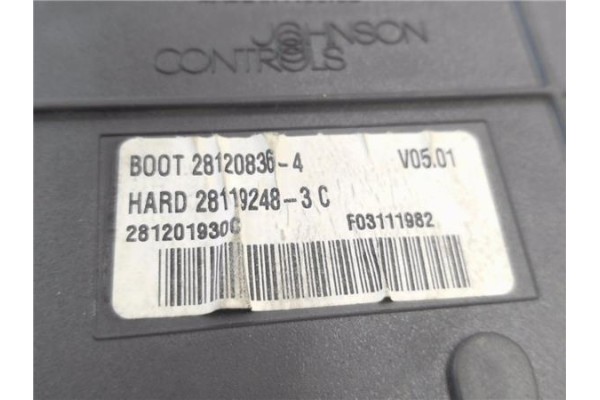 JOHNSON
CONTROLS
BOOT 28120836-4 V05.01
HARD 28119248-3 C
281201930C F03111982